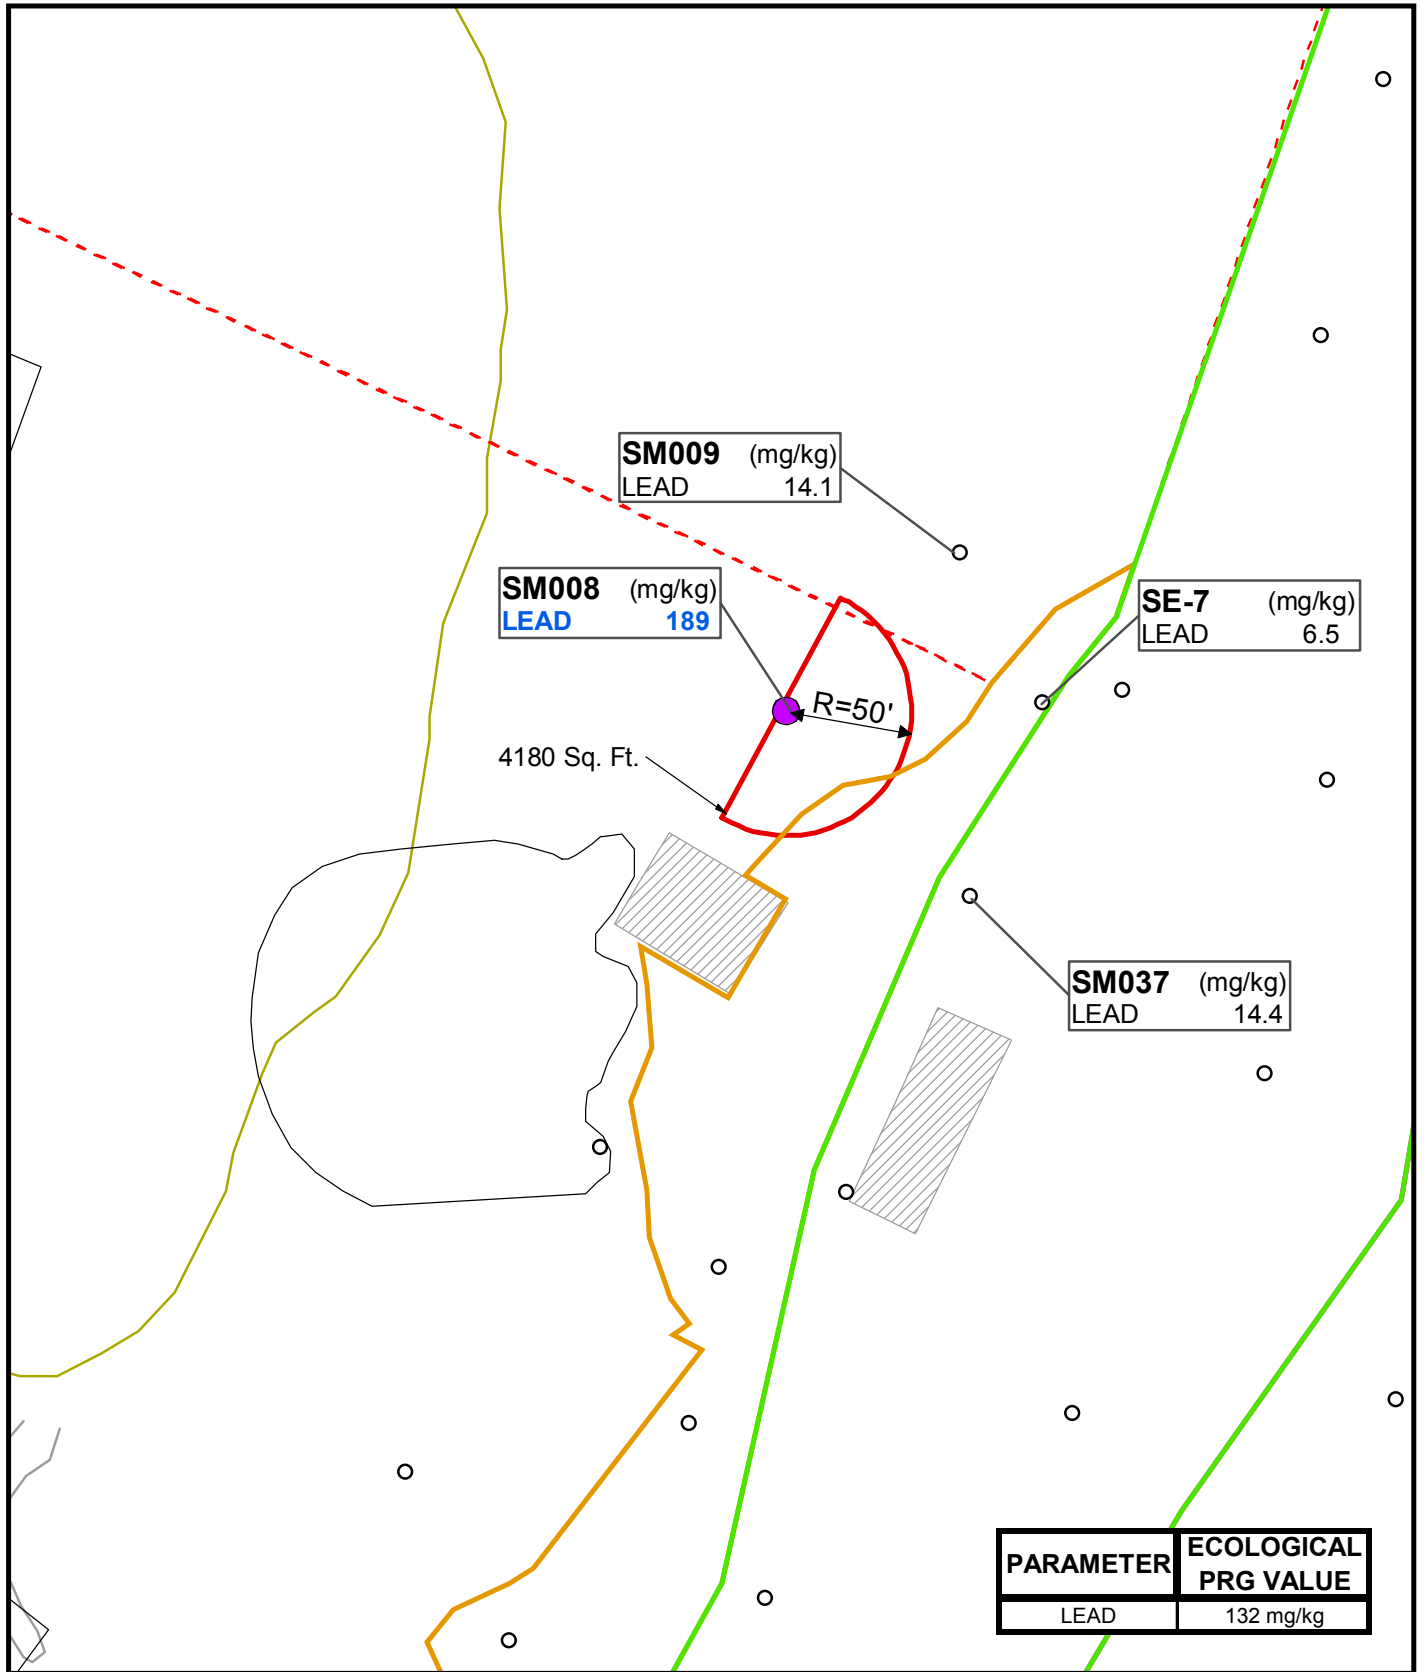 SM009 (mg/kg)
LEAD 14.1
SM008 (mg/kg)
LEAD 189
SE-7 (mg/kg)
LEAD 6.5
R=50'
4180 Sq. Ft.
SM037 (mg/kg)
LEAD 14.4
PARAMETER ECOLOGICAL
PRG VALUE
LEAD 132 mg/kg